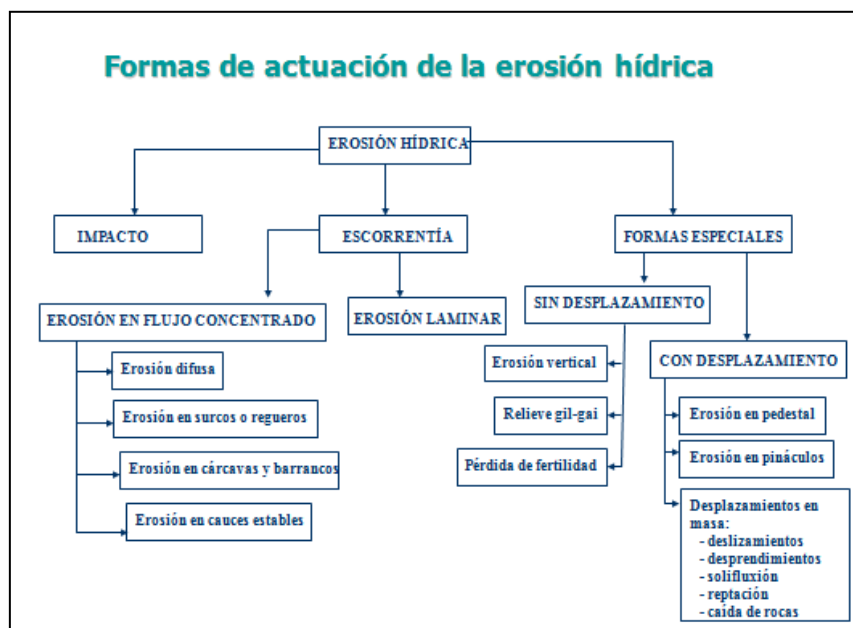 Formas de actuación de la erosión hídrica
EROSIÓN HÍDRICA
IMPACTO
ESCORRENTÍA
FORMAS ESPECIALES
EROSIÓN EN FLUJO CONCENTRADO
EROSIÓN LAMINAR
SIN DESPLAZAMIENTO
CON DESPLAZAMIENTO
Erosión difusa
Erosión en surcos o regueros
Erosión en cárcavas y barrancos
Erosión en cauces estables
Erosión vertical
Relieve gil-gai
Pérdida de fertilidad
Erosión en pedestal
Erosión en pináculos
Desplazamientos en
masa:
- deslizamientos
- desprendimientos
- solifluxión
- reptación
- caída de rocas